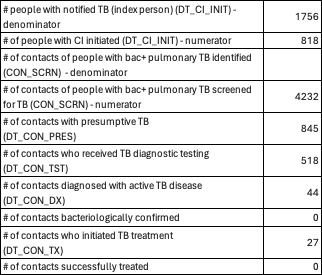 # people with notified TB (index person) (DT_CI_INIT) -
denominator 1756
# of people with CI initiated (DT_CI_INIT) - numerator 818
# of contacts of people with bac+ pulmonary TB identified
(CON_SCRN) - denominator
# of contacts of people with bac+ pulmonary TB screened
for TB (CON_SCRN) - numerator 4232
# of contacts with presumptive TB
(DT_CON_PRES) 845
# of contacts who received TB diagnostic testing
(DT_CON_TST) 518
# of contacts diagnosed with active TB disease
(DT_CON_DX) 44
# of contacts bacteriologically confirmed 0
# of contacts who initiated TB treatment
(DT_CON_TX) 27
# of contacts successfully treated 0